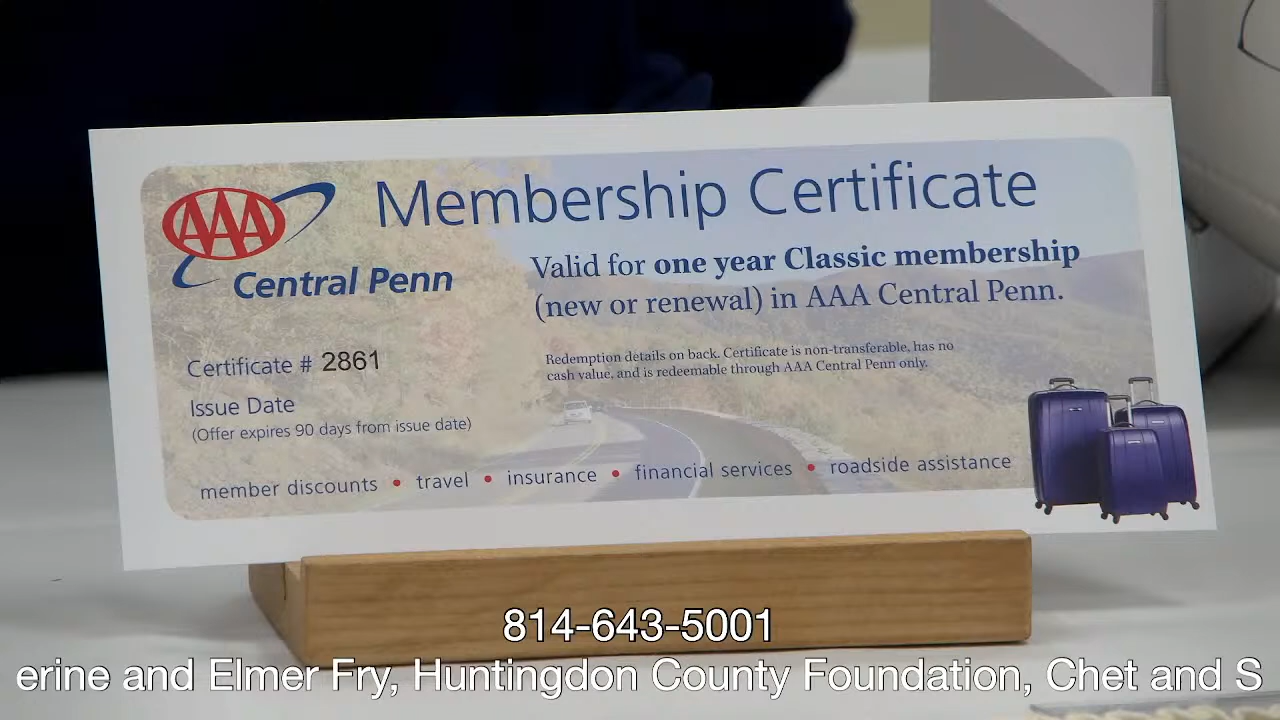 AAA
Membership Certificate
Central Penn
Valid for one year Classic membership
(new or renewal) in AAA Central Penn.
Redemption details on back. Certificate is non-transferable, has no
cash value, and is redeemable through AAA Central Penn only.
Certificate # 2861
Issue Date
(Offer expires 90 days from issue date)
member discounts • travel • insurance • financial services • roadside assistance
814-643-5001
erine and Elmer Fry, Huntingdon County Foundation, Chet and S